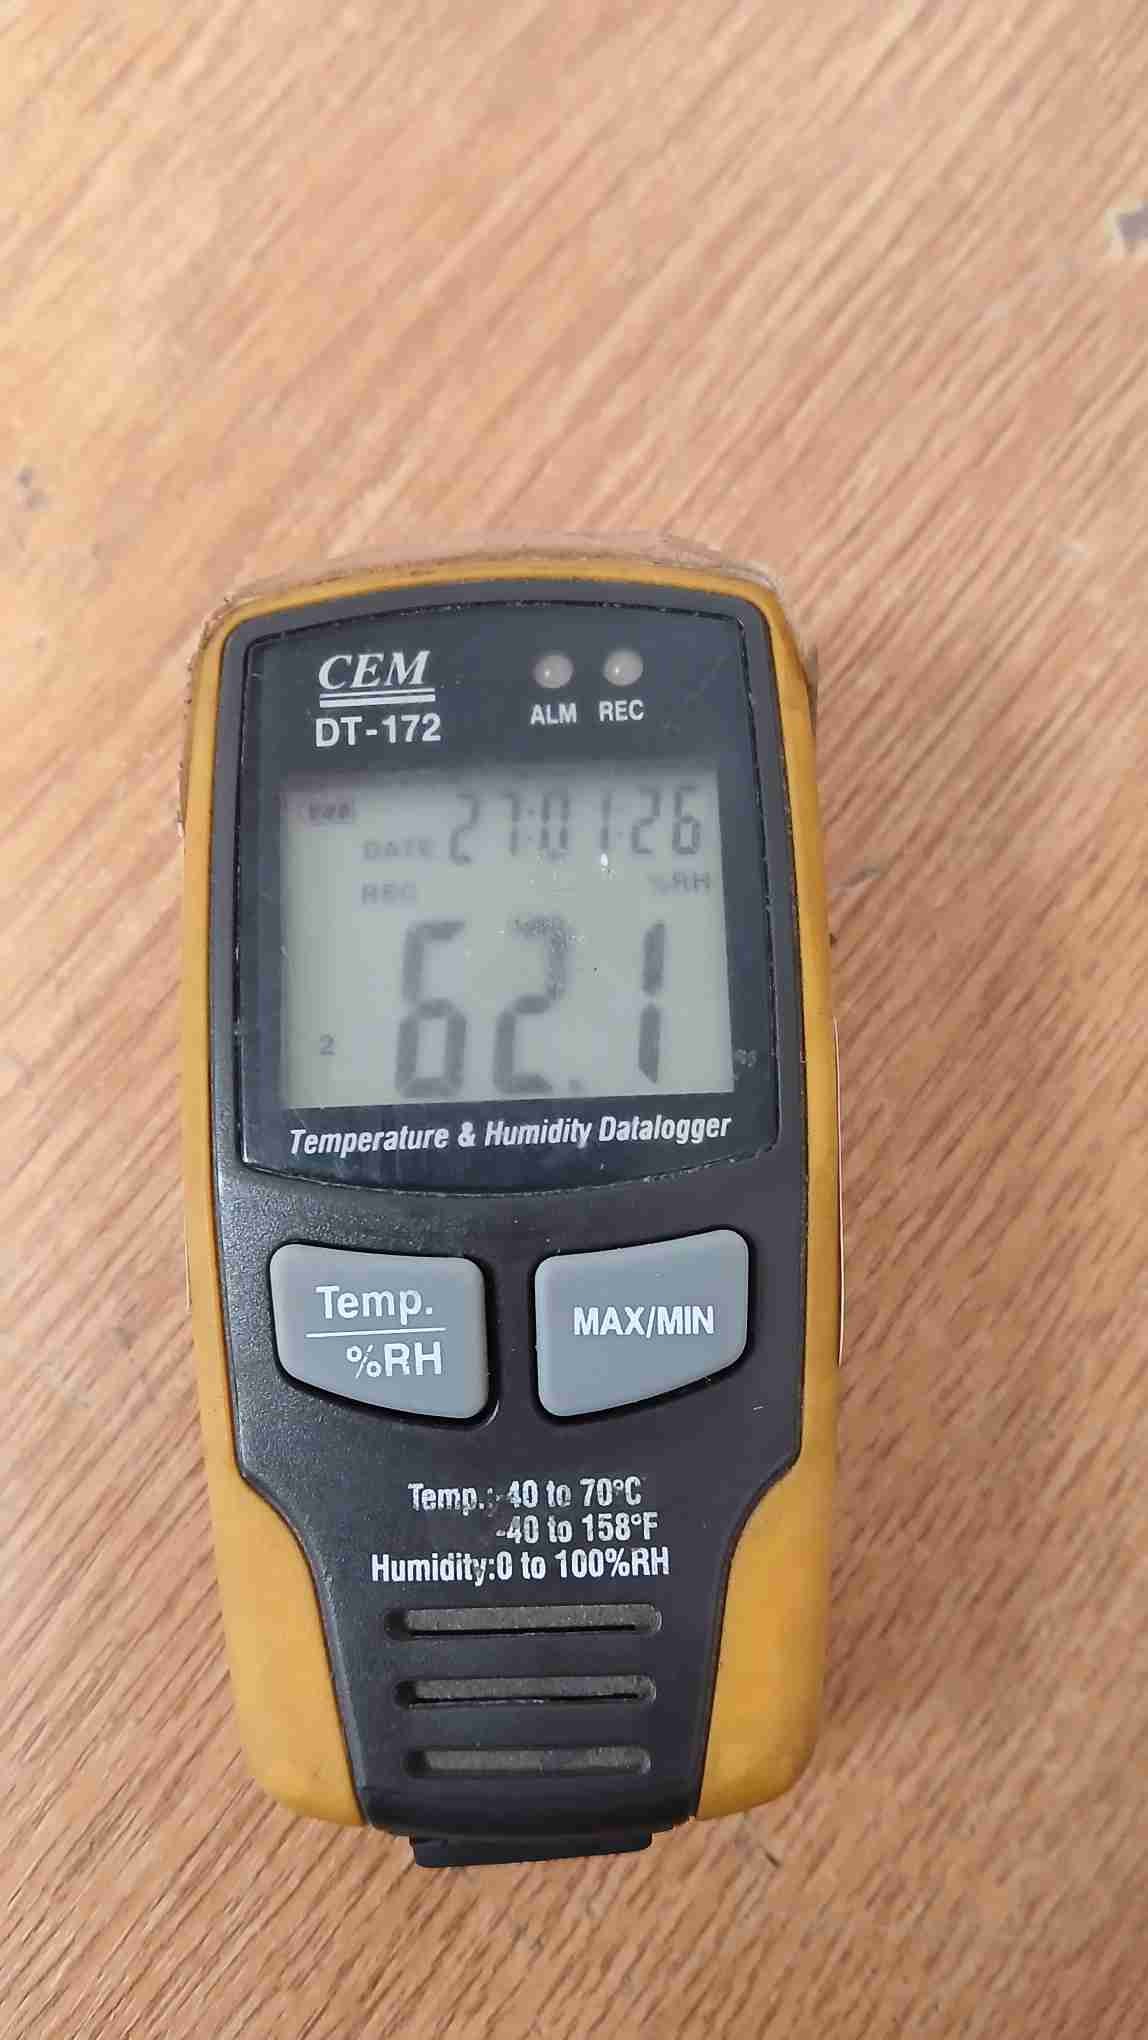 CEM
DT-172
ALM REC
DATE 27:01:26
REC %RH
62.1
2
Temperature & Humidity Datalogger
Temp.
%RH
MAX/MIN
Temp.:-40 to 70°C
-40 to 158°F
Humidity:0 to 100%RH